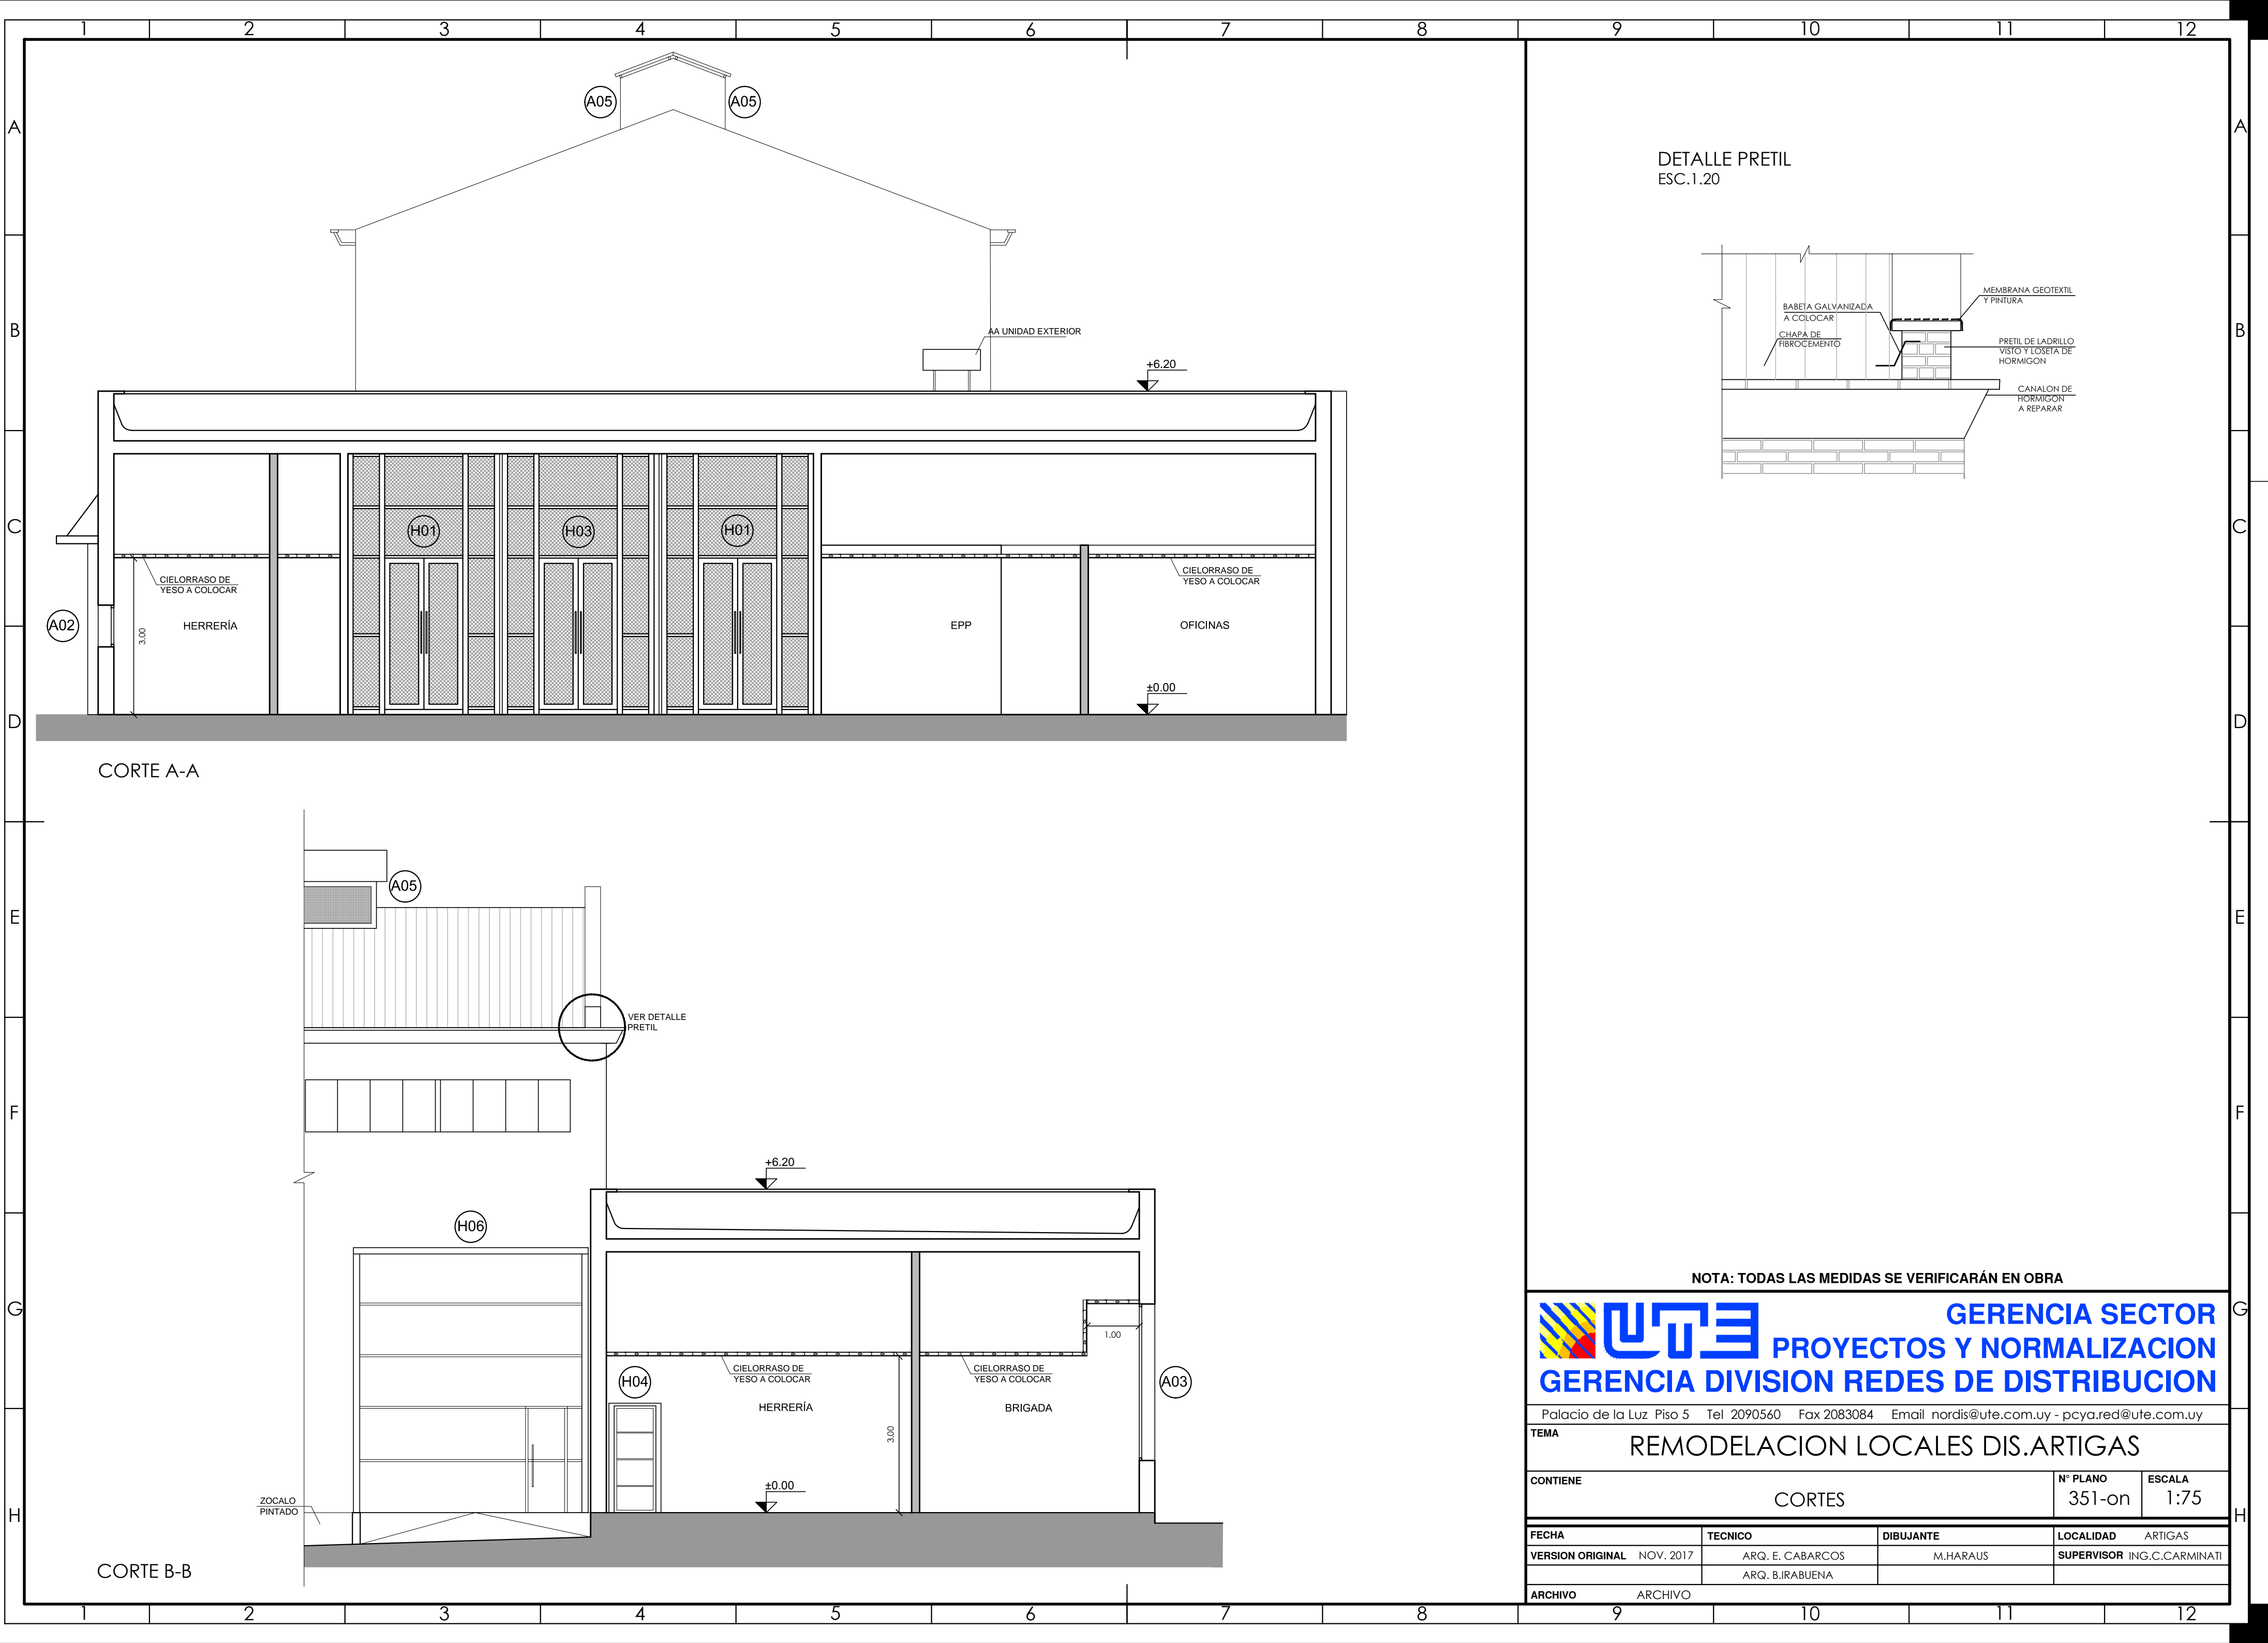 1 2 3 4 5 6 7 8 9 10 11 12
A
B
C
D
E
F
G
H
A05
A05
AA UNIDAD EXTERIOR
+6.20
H01
H03
H01
CIELORRASO DE
YESO A COLOCAR
CIELORRASO DE
YESO A COLOCAR
A02
3.00
HERRERÍA
EPP
OFICINAS
±0.00
CORTE A-A
A05
VER DETALLE
PRETIL
+6.20
H06
1.00
CIELORRASO DE
YESO A COLOCAR
CIELORRASO DE
YESO A COLOCAR
H04
A03
HERRERÍA
BRIGADA
3.00
±0.00
ZOCALO
PINTADO
CORTE B-B
DETALLE PRETIL
ESC.1.20
MEMBRANA GEOTEXTIL
Y PINTURA
BABETA GALVANIZADA
A COLOCAR
CHAPA DE
FIBROCEMENTO
PRETIL DE LADRILLO
VISTO Y LOSETA DE
HORMIGON
CANALON DE
HORMIGON
A REPARAR
NOTA: TODAS LAS MEDIDAS SE VERIFICARÁN EN OBRA
UTE
GERENCIA SECTOR
PROYECTOS Y NORMALIZACION
GERENCIA DIVISION REDES DE DISTRIBUCION
Palacio de la Luz Piso 5 Tel 2090560 Fax 2083084 Email nordis@ute.com.uy - pcya.red@ute.com.uy
TEMA
REMODELACION LOCALES DIS.ARTIGAS
CONTIENE
CORTES
N° PLANO
351-on
ESCALA
1:75
FECHA TECNICO DIBUJANTE LOCALIDAD ARTIGAS
VERSION ORIGINAL NOV. 2017 ARQ. E. CABARCOS M.HARAUS SUPERVISOR ING.C.CARMINATI
ARQ. B.IRABUENA
ARCHIVO ARCHIVO
1 2 3 4 5 6 7 8 9 10 11 12
A
B
C
D
E
F
G
H